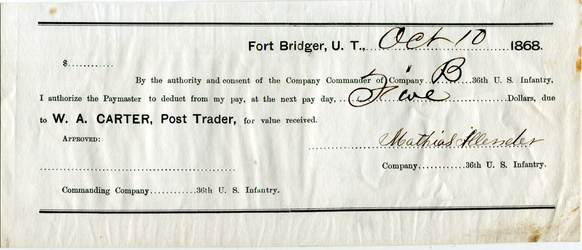 Fort Bridger, U. T., Oct 10 1868.
$............
By the authority and consent of the Company Commander of Company B 36th U. S. Infantry,
I authorize the Paymaster to deduct from my pay, at the next pay day, Five Dollars, due
to W. A. CARTER, Post Trader, for value received.
APPROVED:
Mathias
Company............36th U. S. Infantry.
Commanding Company............36th U. S. Infantry.